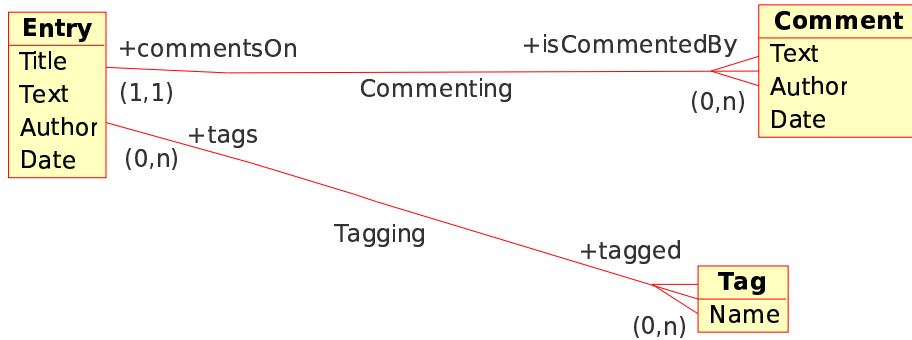 Entry
Title
Text
Author
Date
+commentsOn
(1,1)
Commenting
+isCommentedBy
(0,n)
Comment
Text
Author
Date
+tags
(0,n)
Tagging
+tagged
(0,n)
Tag
Name